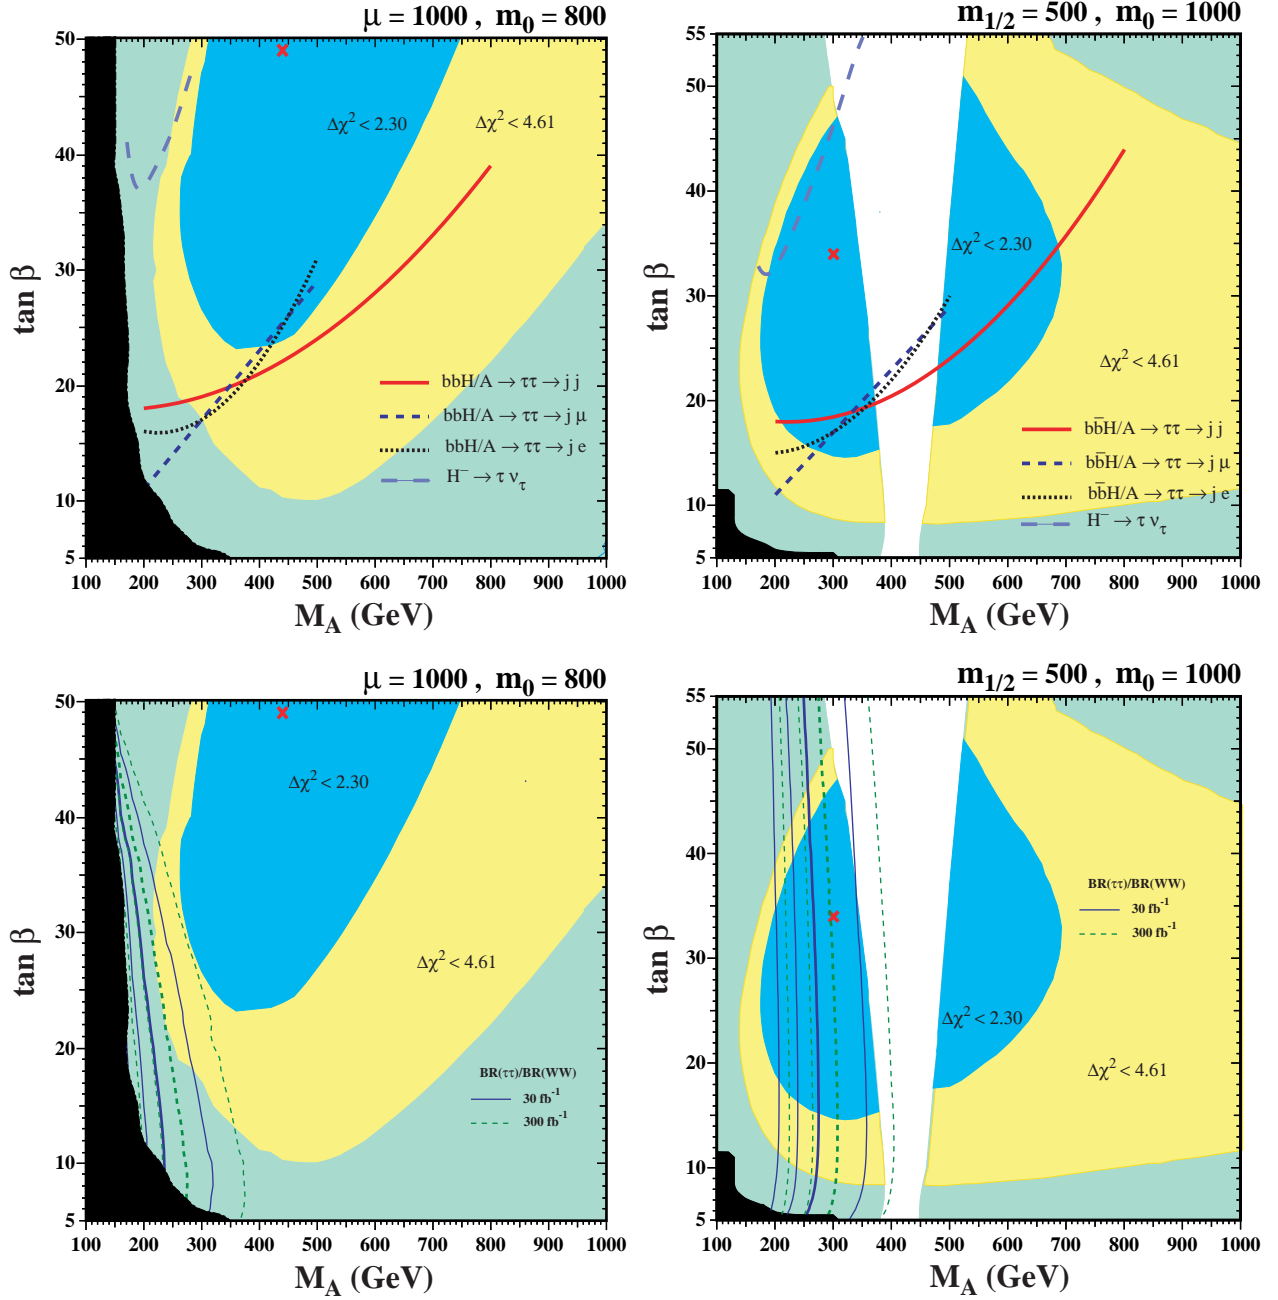 μ = 1000 , m0 = 800
50
40
30
20
10
5
tan β
Δχ² < 2.30
Δχ² < 4.61
bbH/A → ττ → j j
bbH/A → ττ → j μ
bbH/A → ττ → j e
H⁻ → τ ντ
100 200 300 400 500 600 700 800 900 1000
M_A (GeV)
m1/2 = 500 , m0 = 1000
55
50
40
30
20
10
5
tan β
Δχ² < 2.30
Δχ² < 4.61
bb̄H/A → ττ → j j
bb̄H/A → ττ → j μ
bb̄H/A → ττ → j e
H⁻ → τ ντ
100 200 300 400 500 600 700 800 900 1000
M_A (GeV)
μ = 1000 , m0 = 800
50
40
30
20
10
5
tan β
Δχ² < 2.30
Δχ² < 4.61
BR(ττ)/BR(WW)
30 fb⁻¹
300 fb⁻¹
100 200 300 400 500 600 700 800 900 1000
M_A (GeV)
m1/2 = 500 , m0 = 1000
55
50
40
30
20
10
5
tan β
BR(ττ)/BR(WW)
30 fb⁻¹
300 fb⁻¹
Δχ² < 2.30
Δχ² < 4.61
100 200 300 400 500 600 700 800 900 1000
M_A (GeV)